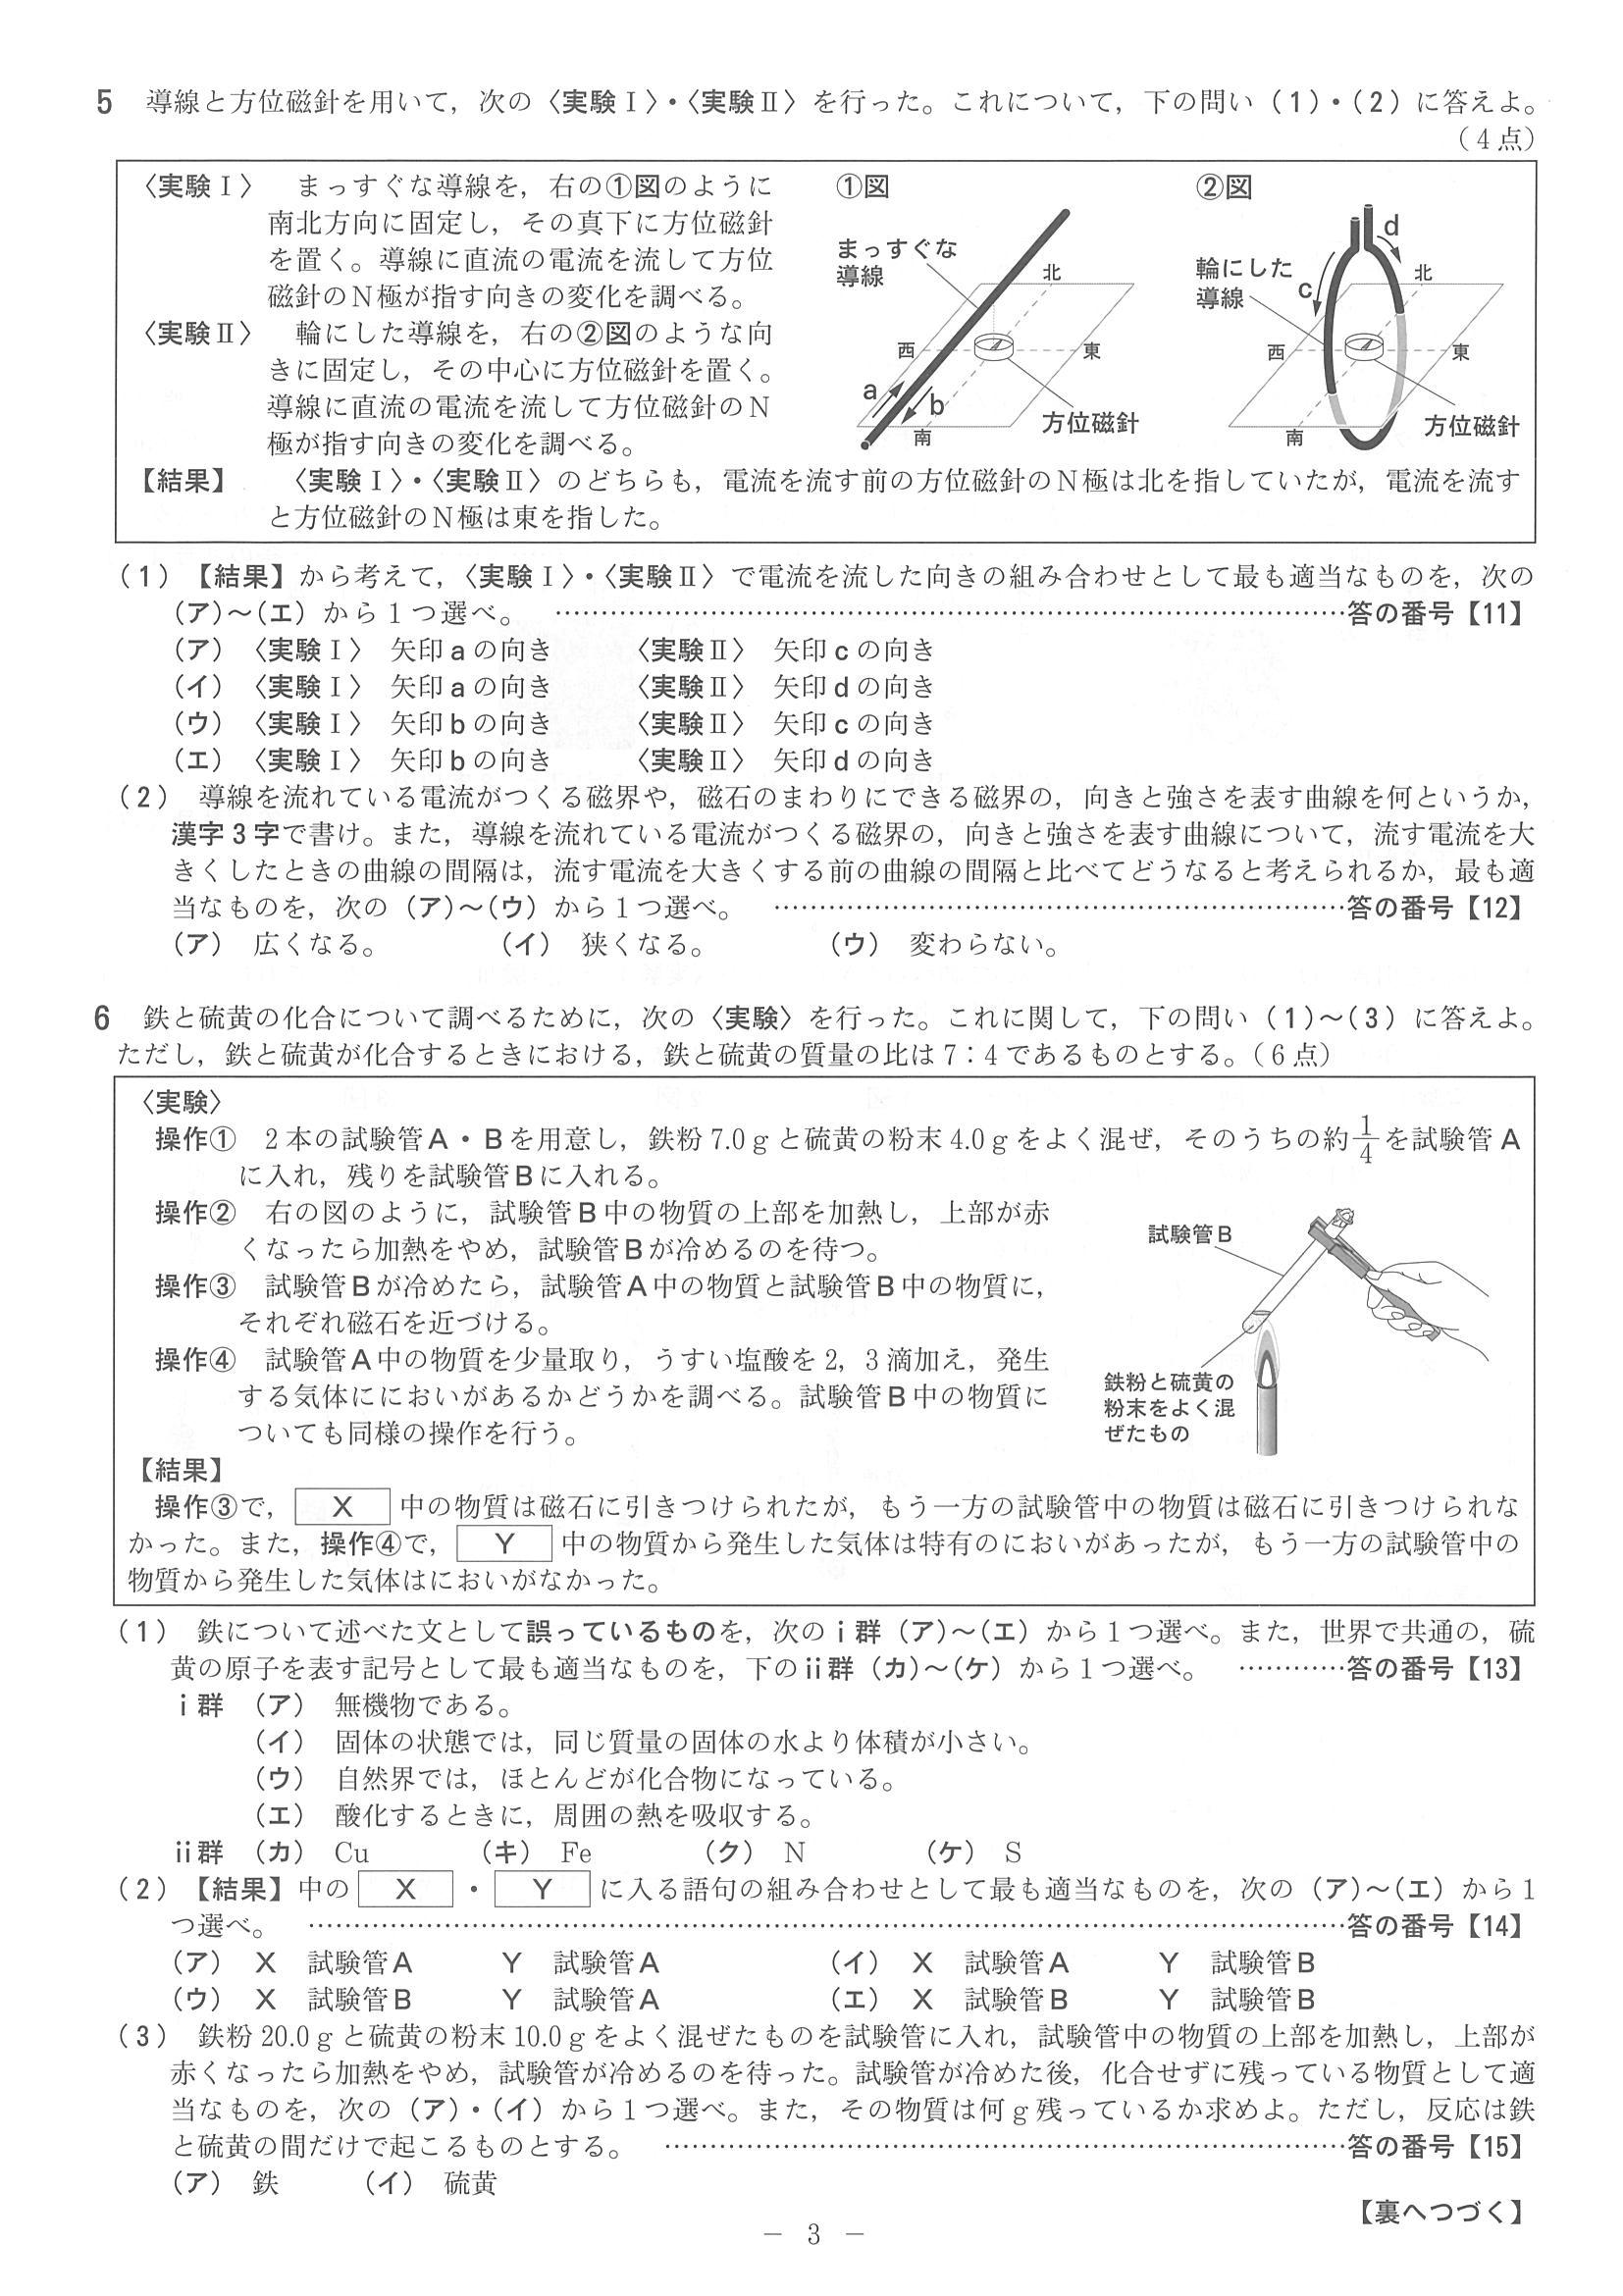 5 導線と方位磁針を用いて，次の〈実験Ⅰ〉・〈実験Ⅱ〉を行った。これについて，下の問い（1）・（2）に答えよ。
（4点）
〈実験Ⅰ〉 まっすぐな導線を，右の①図のように
南北方向に固定し，その真下に方位磁針
を置く。導線に直流の電流を流して方位
磁針のN極が指す向きの変化を調べる。
〈実験Ⅱ〉 輪にした導線を，右の②図のような向
きに固定し，その中心に方位磁針を置く。
導線に直流の電流を流して方位磁針のN
極が指す向きの変化を調べる。
①図
まっすぐな
導線
北
西
東
a
b
南
方位磁針
②図
d
輪にした
導線
c
北
西
東
南
方位磁針
【結果】 〈実験Ⅰ〉・〈実験Ⅱ〉のどちらも，電流を流す前の方位磁針のN極は北を指していたが，電流を流す
と方位磁針のN極は東を指した。
（1）【結果】から考えて，〈実験Ⅰ〉・〈実験Ⅱ〉で電流を流した向きの組み合わせとして最も適当なものを，次の
（ア）～（エ）から1つ選べ。 ……………………………………………………………………………答の番号【11】
（ア）〈実験Ⅰ〉 矢印aの向き 〈実験Ⅱ〉 矢印cの向き
（イ）〈実験Ⅰ〉 矢印aの向き 〈実験Ⅱ〉 矢印dの向き
（ウ）〈実験Ⅰ〉 矢印bの向き 〈実験Ⅱ〉 矢印cの向き
（エ）〈実験Ⅰ〉 矢印bの向き 〈実験Ⅱ〉 矢印dの向き
（2） 導線を流れている電流がつくる磁界や，磁石のまわりにできる磁界の，向きと強さを表す曲線を何というか，
漢字3字で書け。また，導線を流れている電流がつくる磁界の，向きと強さを表す曲線について，流す電流を大
きくしたときの曲線の間隔は，流す電流を大きくする前の曲線の間隔と比べてどうなると考えられるか，最も適
当なものを，次の（ア）～（ウ）から1つ選べ。 ………………………………………………………答の番号【12】
（ア） 広くなる。 （イ） 狭くなる。 （ウ） 変わらない。
6 鉄と硫黄の化合について調べるために，次の〈実験〉を行った。これに関して，下の問い（1）～（3）に答えよ。
ただし，鉄と硫黄が化合するときにおける，鉄と硫黄の質量の比は7：4であるものとする。（6点）
〈実験〉
操作① 2本の試験管A・Bを用意し，鉄粉7.0gと硫黄の粉末4.0gをよく混ぜ，そのうちの約1/4を試験管A
に入れ，残りを試験管Bに入れる。
操作② 右の図のように，試験管B中の物質の上部を加熱し，上部が赤
くなったら加熱をやめ，試験管Bが冷めるのを待つ。
操作③ 試験管Bが冷めたら，試験管A中の物質と試験管B中の物質に，
それぞれ磁石を近づける。
操作④ 試験管A中の物質を少量取り，うすい塩酸を2，3滴加え，発生
する気体ににおいがあるかどうかを調べる。試験管B中の物質に
ついても同様の操作を行う。
試験管B
鉄粉と硫黄の
粉末をよく混
ぜたもの
【結果】
操作③で， X 中の物質は磁石に引きつけられたが，もう一方の試験管中の物質は磁石に引きつけられな
かった。また，操作④で， Y 中の物質から発生した気体は特有のにおいがあったが，もう一方の試験管中の
物質から発生した気体はにおいがなかった。
（1） 鉄について述べた文として誤っているものを，次のⅰ群（ア）～（エ）から1つ選べ。また，世界で共通の，硫
黄の原子を表す記号として最も適当なものを，下のⅱ群（カ）～（ケ）から1つ選べ。 …………答の番号【13】
ⅰ群 （ア） 無機物である。
（イ） 固体の状態では，同じ質量の固体の水より体積が小さい。
（ウ） 自然界では，ほとんどが化合物になっている。
（エ） 酸化するときに，周囲の熱を吸収する。
ⅱ群 （カ） Cu （キ） Fe （ク） N （ケ） S
（2）【結果】中の X ・ Y に入る語句の組み合わせとして最も適当なものを，次の（ア）～（エ）から1
つ選べ。 ……………………………………………………………………………………………………答の番号【14】
（ア） X 試験管A Y 試験管A （イ） X 試験管A Y 試験管B
（ウ） X 試験管B Y 試験管A （エ） X 試験管B Y 試験管B
（3） 鉄粉20.0gと硫黄の粉末10.0gをよく混ぜたものを試験管に入れ，試験管中の物質の上部を加熱し，上部が
赤くなったら加熱をやめ，試験管が冷めるのを待った。試験管が冷めた後，化合せずに残っている物質として適
当なものを，次の（ア）・（イ）から1つ選べ。また，その物質は何g残っているか求めよ。ただし，反応は鉄
と硫黄の間だけで起こるものとする。 …………………………………………………………………答の番号【15】
（ア） 鉄 （イ） 硫黄
【裏へつづく】
－ 3 －